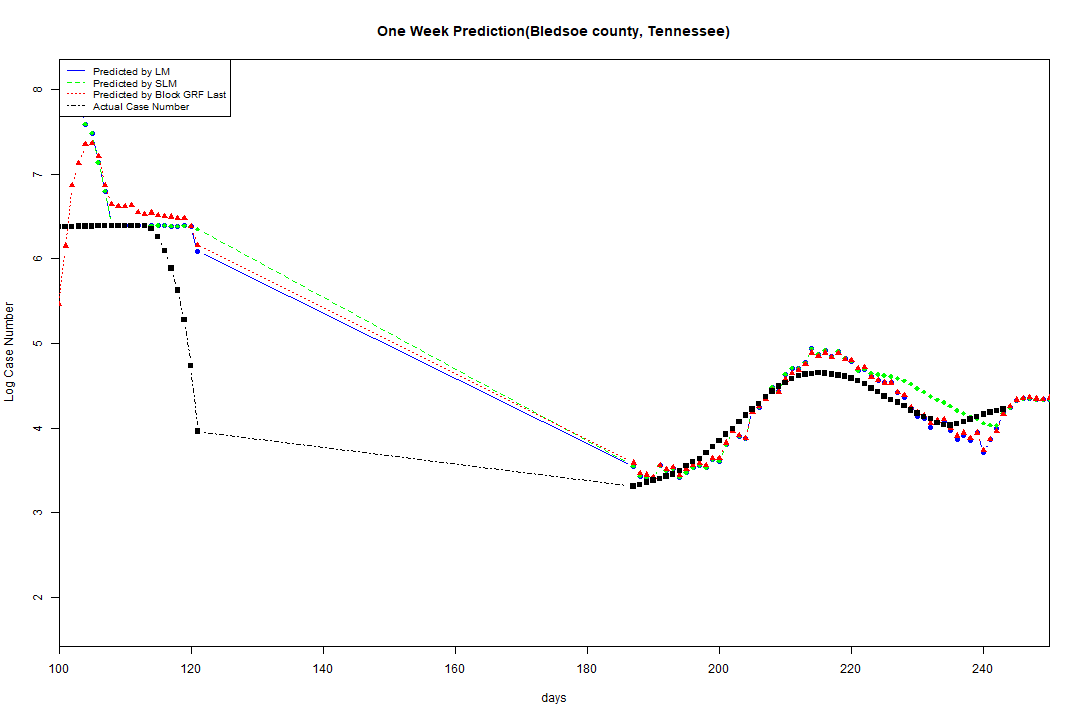 One Week Prediction(Bledsoe county, Tennessee)
Predicted by LM
Predicted by SLM
Predicted by Block GRF Last
Actual Case Number
Log Case Number
8
7
6
5
4
3
2
100 120 140 160 180 200 220 240
days